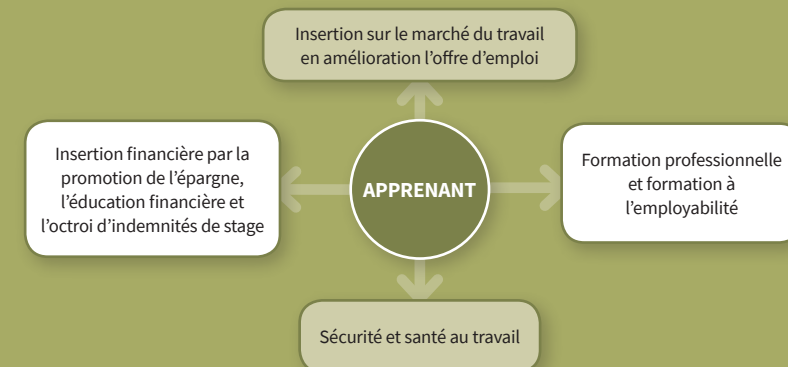 Insertion sur le marché du travail
en amélioration l'offre d'emploi
Insertion financière par la
promotion de l'épargne,
l'éducation financière et
l'octroi d'indemnités de stage
APPRENANT
Formation professionnelle
et formation à
l'employabilité
Sécurité et santé au travail